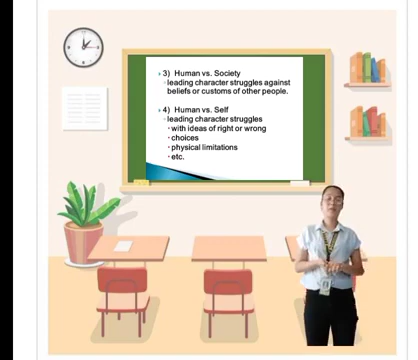 3) Human vs. Society
leading character struggles against
beliefs or customs of other people.
4) Human vs. Self
leading character struggles
with ideas of right or wrong
choices
physical limitations
etc.